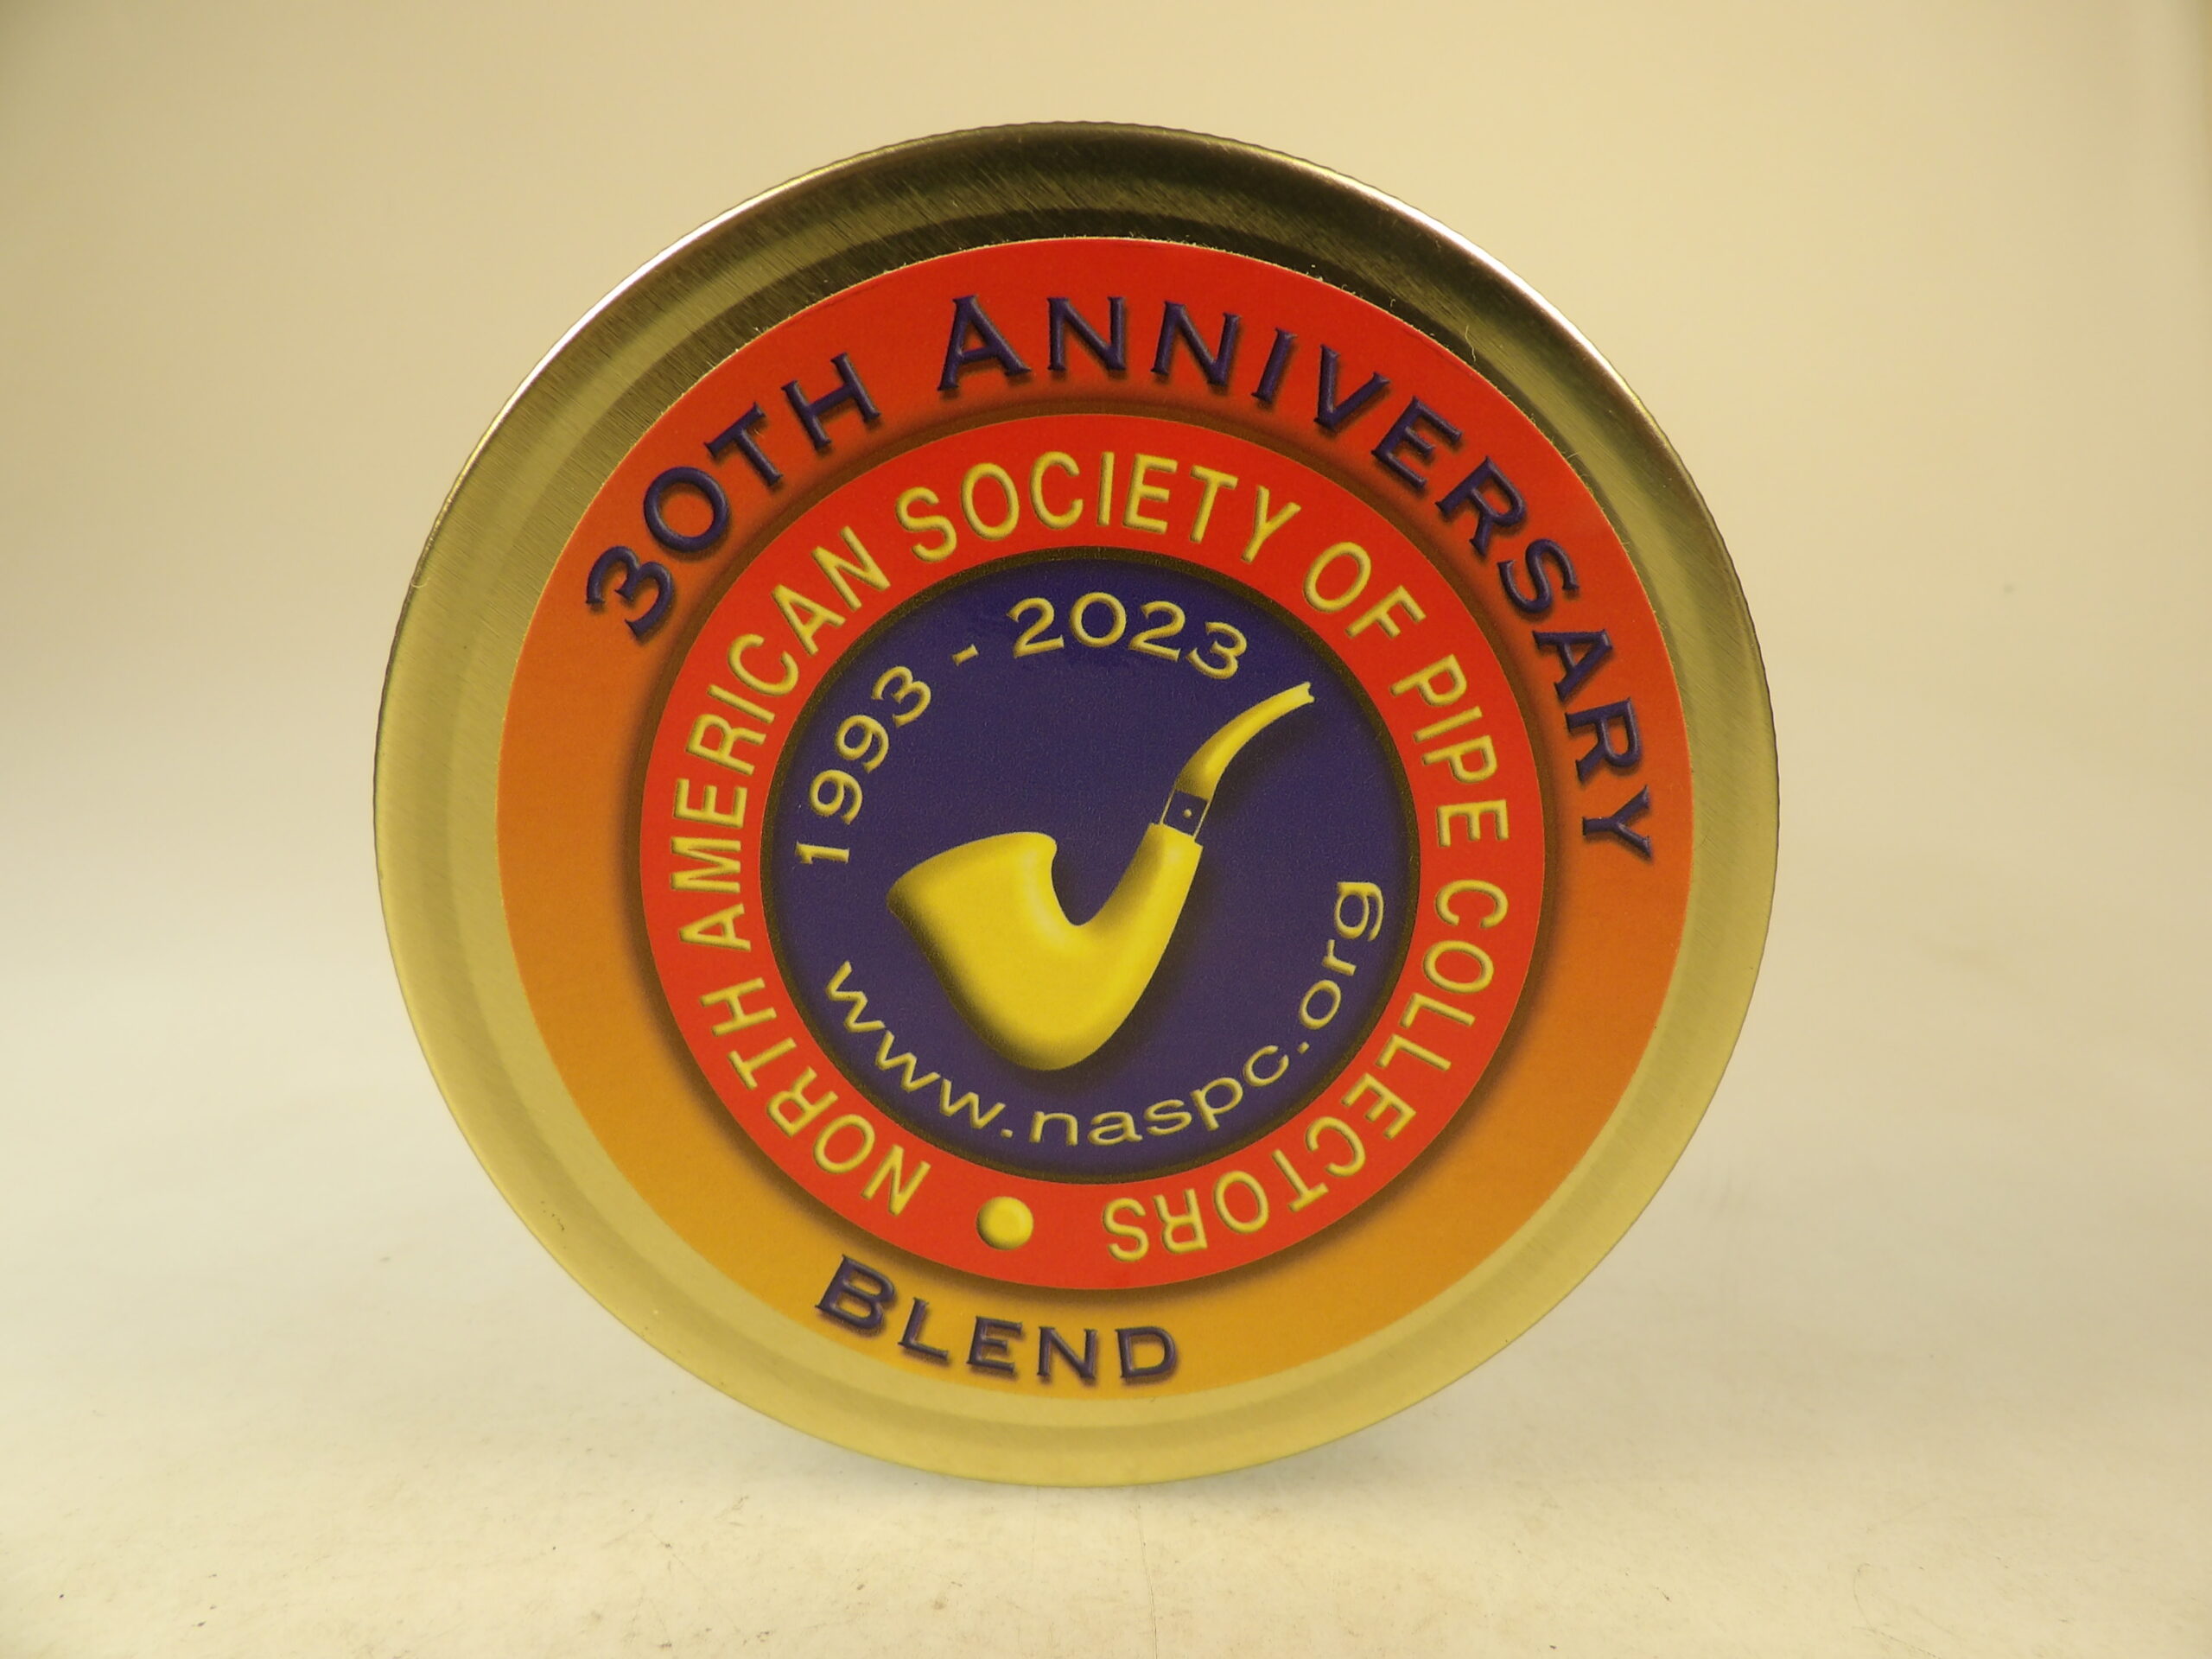 30TH ANNIVERSARY
NORTH AMERICAN SOCIETY OF PIPE COLLECTORS •
1993 - 2023
www.naspc.org
BLEND